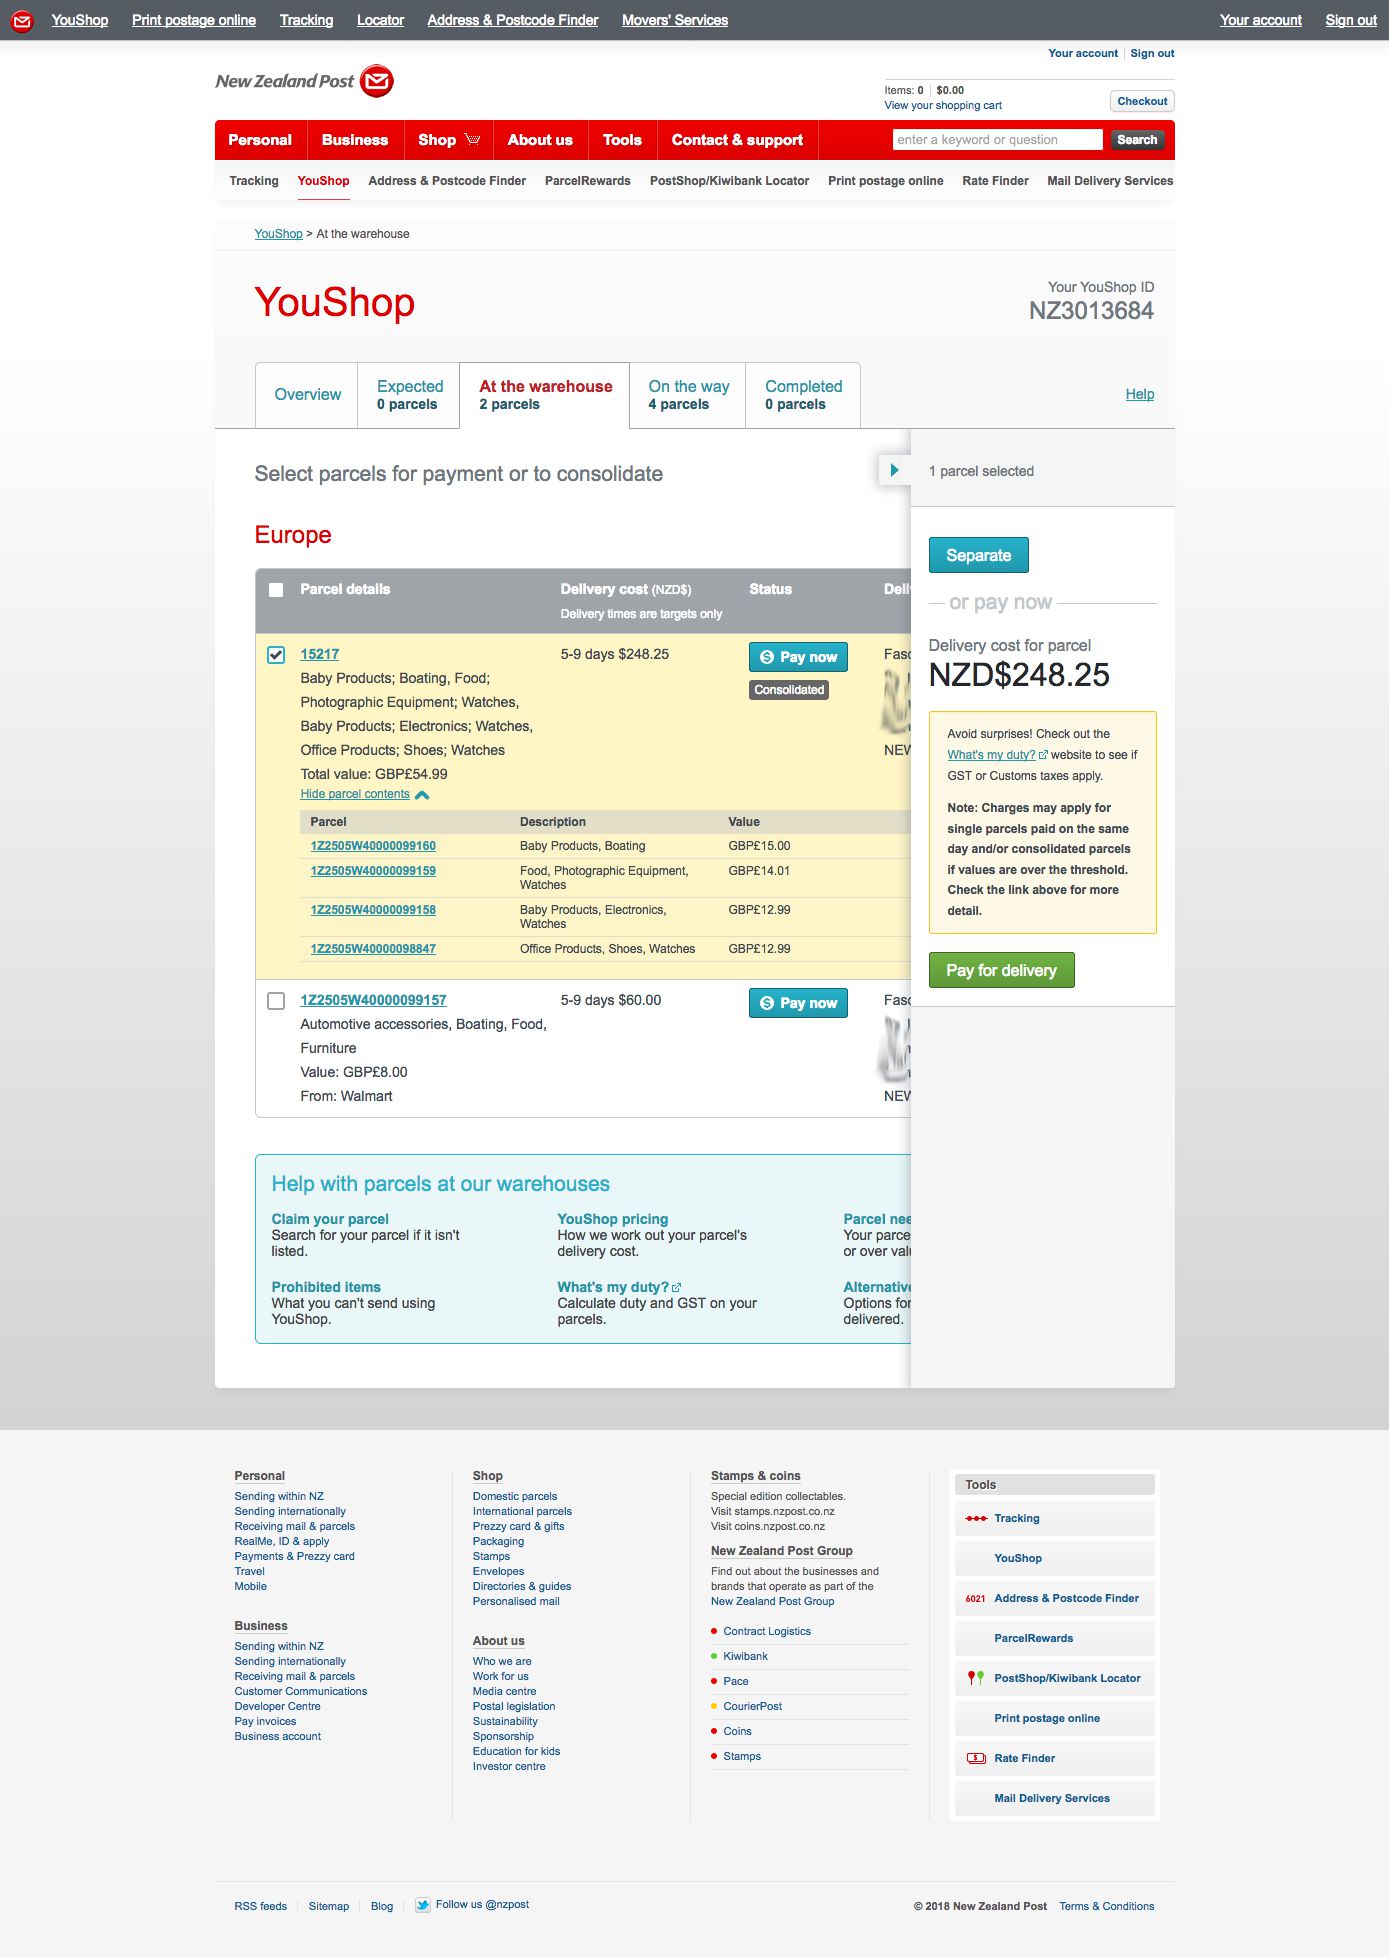 YouShop Print postage online Tracking Locator Address & Postcode Finder Movers' Services Your account Sign out
Your account Sign out
New Zealand Post
Items: 0 $0.00
View your shopping cart
Checkout
Personal Business Shop About us Tools Contact & support enter a keyword or question Search
Tracking YouShop Address & Postcode Finder ParcelRewards PostShop/Kiwibank Locator Print postage online Rate Finder Mail Delivery Services
YouShop > At the warehouse
YouShop
Your YouShop ID
NZ3013684
Overview
Expected
0 parcels
At the warehouse
2 parcels
On the way
4 parcels
Completed
0 parcels
Help
Select parcels for payment or to consolidate
Europe
Parcel details
Delivery cost (NZD$)
Delivery times are targets only
Status
Deli
15217
Baby Products; Boating, Food;
Photographic Equipment; Watches,
Baby Products; Electronics; Watches,
Office Products; Shoes; Watches
Total value: GBP£54.99
Hide parcel contents
5-9 days $248.25
Pay now
Consolidated
Fasc
NEW
Parcel Description Value
1Z2505W40000099160 Baby Products, Boating GBP£15.00
1Z2505W40000099159 Food, Photographic Equipment, GBP£14.01
Watches
1Z2505W40000099158 Baby Products, Electronics, GBP£12.99
Watches
1Z2505W40000098847 Office Products, Shoes, Watches GBP£12.99
1Z2505W40000099157
Automotive accessories, Boating, Food,
Furniture
Value: GBP£8.00
From: Walmart
5-9 days $60.00
Pay now
Fasc
NEW
1 parcel selected
Separate
or pay now
Delivery cost for parcel
NZD$248.25
Avoid surprises! Check out the
What's my duty? website to see if
GST or Customs taxes apply.
Note: Charges may apply for
single parcels paid on the same
day and/or consolidated parcels
if values are over the threshold.
Check the link above for more
detail.
Pay for delivery
Help with parcels at our warehouses
Claim your parcel
Search for your parcel if it isn't
listed.
YouShop pricing
How we work out your parcel's
delivery cost.
Parcel nee
Your parce
or over valu
Prohibited items
What you can't send using
YouShop.
What's my duty?
Calculate duty and GST on your
parcels.
Alternative
Options for
delivered.
Personal
Sending within NZ
Sending internationally
Receiving mail & parcels
RealMe, ID & apply
Payments & Prezzy card
Travel
Mobile
Business
Sending within NZ
Sending internationally
Receiving mail & parcels
Customer Communications
Developer Centre
Pay invoices
Business account
Shop
Domestic parcels
International parcels
Prezzy card & gifts
Packaging
Stamps
Envelopes
Directories & guides
Personalised mail
About us
Who we are
Work for us
Media centre
Postal legislation
Sustainability
Sponsorship
Education for kids
Investor centre
Stamps & coins
Special edition collectables.
Visit stamps.nzpost.co.nz
Visit coins.nzpost.co.nz
New Zealand Post Group
Find out about the businesses and
brands that operate as part of the
New Zealand Post Group
Contract Logistics
Kiwibank
Pace
CourierPost
Coins
Stamps
Tools
Tracking
YouShop
6021 Address & Postcode Finder
ParcelRewards
PostShop/Kiwibank Locator
Print postage online
$ Rate Finder
Mail Delivery Services
RSS feeds Sitemap Blog Follow us @nzpost © 2018 New Zealand Post Terms & Conditions